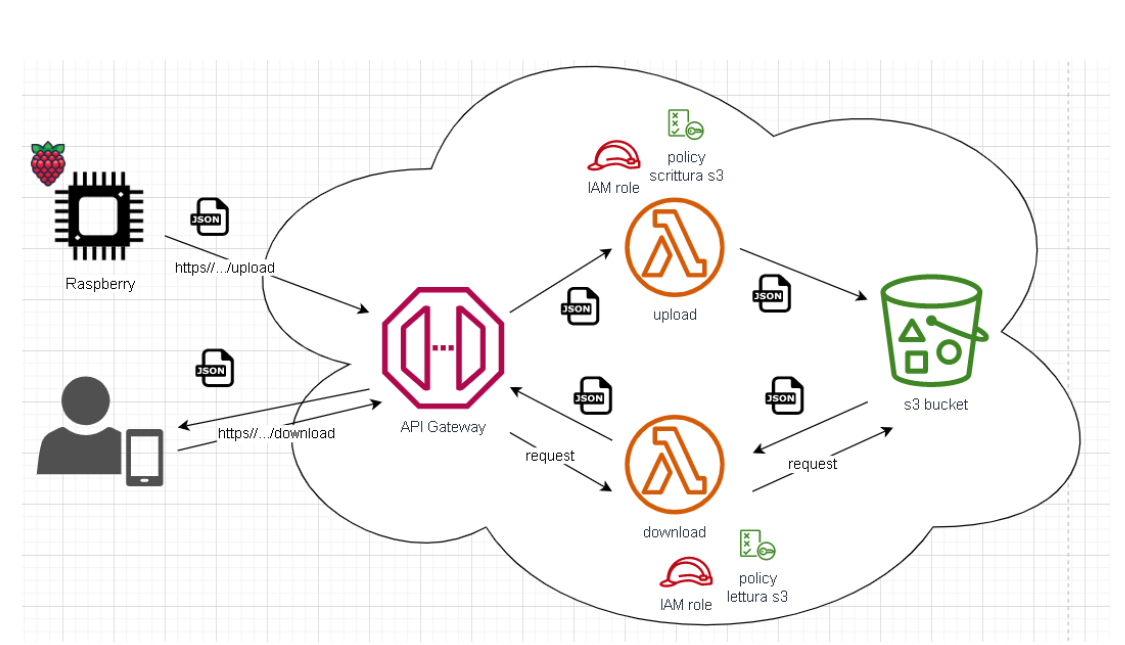 policy
scrittura s3
IAM role
JSON
https//.../upload
Raspberry
JSON
JSON
upload
JSON
s3 bucket
API Gateway
JSON
JSON
https//.../download
request
request
download
policy
lettura s3
IAM role